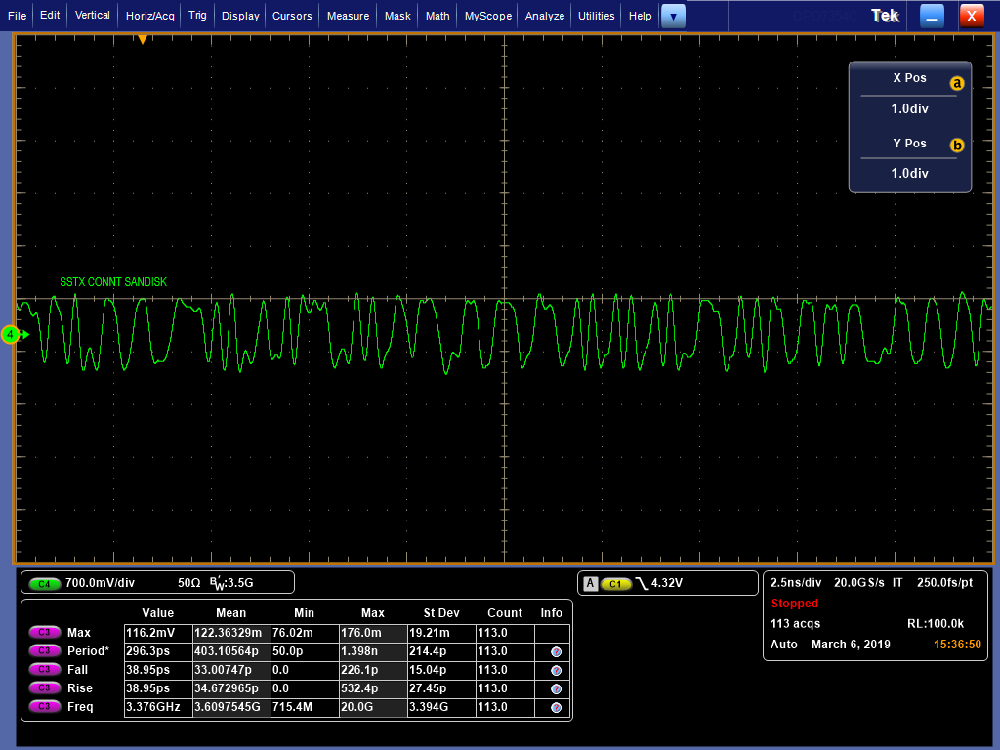 File Edit Vertical Horiz/Acq Trig Display Cursors Measure Mask Math MyScope Analyze Utilities Help Tek X
X Pos a
1.0div
Y Pos b
1.0div
SSTX CONNT SANDISK
4
C4 700.0mV/div 50Ω BW:3.5G
A C1 4.32V
2.5ns/div 20.0GS/s IT 250.0fs/pt
Stopped
113 acqs RL:100.0k
Auto March 6, 2019 15:36:50
Value Mean Min Max St Dev Count Info
C3 Max 116.2mV 122.36329m 76.02m 176.0m 19.21m 113.0
C3 Period* 296.3ps 403.10564p 50.0p 1.398n 214.4p 113.0
C3 Fall 38.95ps 33.00747p 0.0 226.1p 15.04p 113.0
C3 Rise 38.95ps 34.672965p 0.0 532.4p 27.45p 113.0
C3 Freq 3.376GHz 3.6097545G 715.4M 20.0G 3.394G 113.0